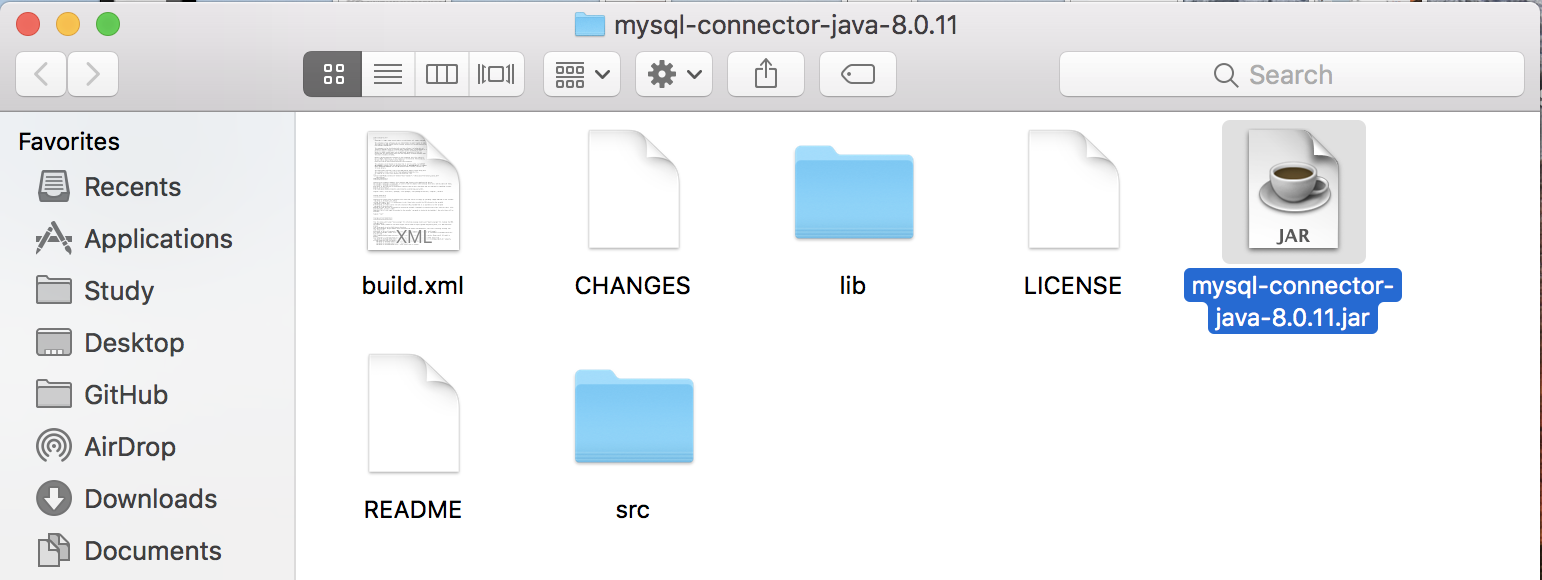 mysql-connector-java-8.0.11
Search
Favorites
Recents
Applications
Study
Desktop
GitHub
AirDrop
Downloads
Documents
XML
build.xml
CHANGES
lib
LICENSE
JAR
mysql-connector-
java-8.0.11.jar
README
src